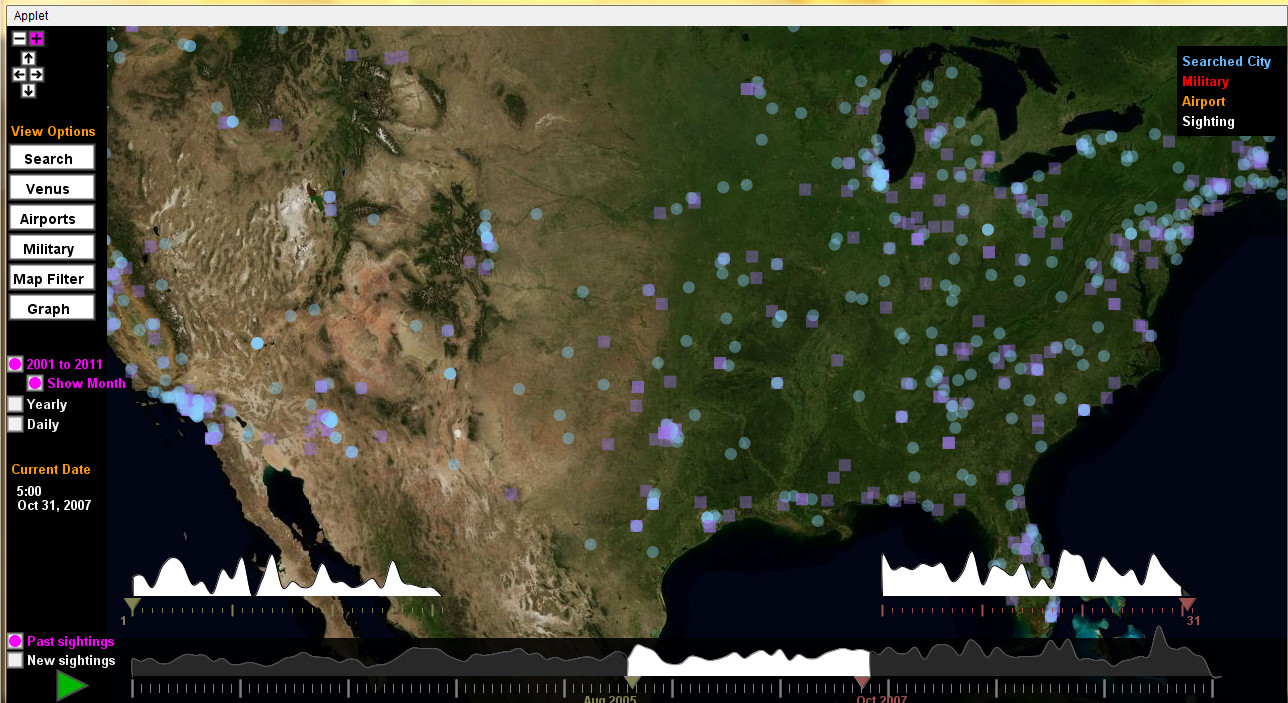 Applet
Searched City
Military
Airport
Sighting
View Options
Search
Venus
Airports
Military
Map Filter
Graph
2001 to 2011
Show Month
Yearly
Daily
Current Date
5:00
Oct 31, 2007
1
31
Past sightings
New sightings
Aug 2005
Oct 2007